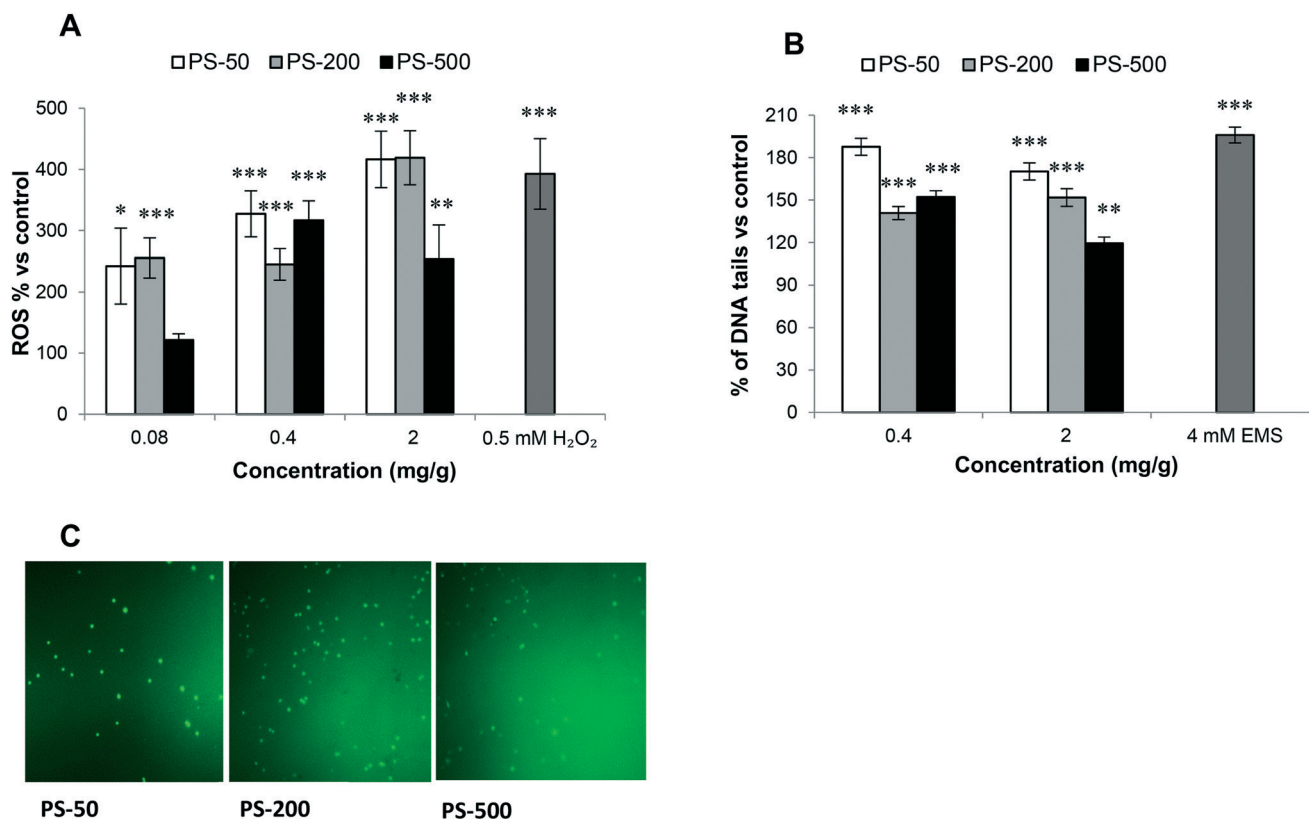 A
PS-50 PS-200 PS-500
ROS % vs control
500
400
300
200
100
0
* *** *** *** *** *** *** ** ***
0.08 0.4 2 0.5 mM H₂O₂
Concentration (mg/g)
B
PS-50 PS-200 PS-500
% of DNA tails vs control
210
180
150
120
90
60
30
0
*** *** *** *** *** ** ***
0.4 2 4 mM EMS
Concentration (mg/g)
C
PS-50 PS-200 PS-500